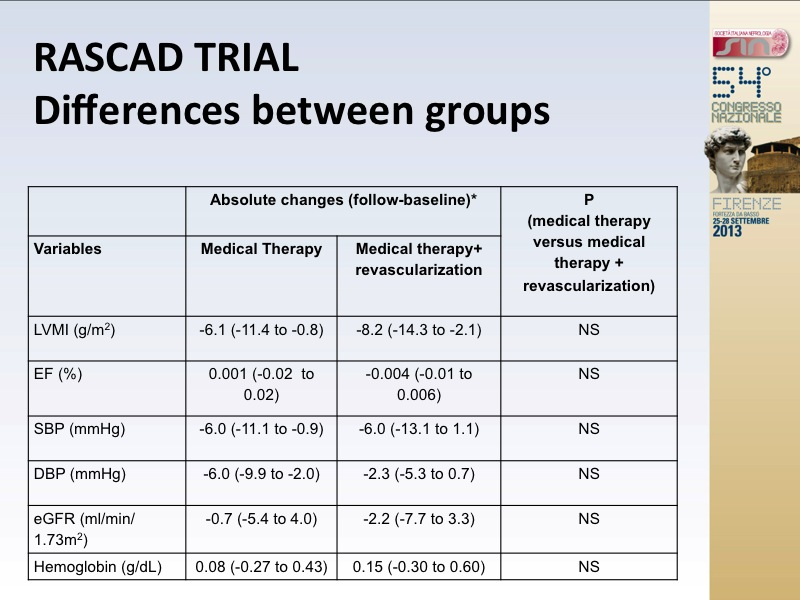 RASCAD TRIAL
Differences between groups
SOCIETÀ ITALIANA NEFROLOGIA
SIN
54°
CONGRESSO
NAZIONALE
FIRENZE
FORTEZZA DA BASSO
25-28 SETTEMBRE
2013
Absolute changes (follow-baseline)*
P
(medical therapy
versus medical
therapy +
revascularization)
Variables
Medical Therapy
Medical therapy+
revascularization
LVMI (g/m²) -6.1 (-11.4 to -0.8) -8.2 (-14.3 to -2.1) NS
EF (%) 0.001 (-0.02 to -0.004 (-0.01 to NS
0.02) 0.006)
SBP (mmHg) -6.0 (-11.1 to -0.9) -6.0 (-13.1 to 1.1) NS
DBP (mmHg) -6.0 (-9.9 to -2.0) -2.3 (-5.3 to 0.7) NS
eGFR (ml/min/ -0.7 (-5.4 to 4.0) -2.2 (-7.7 to 3.3) NS
1.73m²)
Hemoglobin (g/dL) 0.08 (-0.27 to 0.43) 0.15 (-0.30 to 0.60) NS